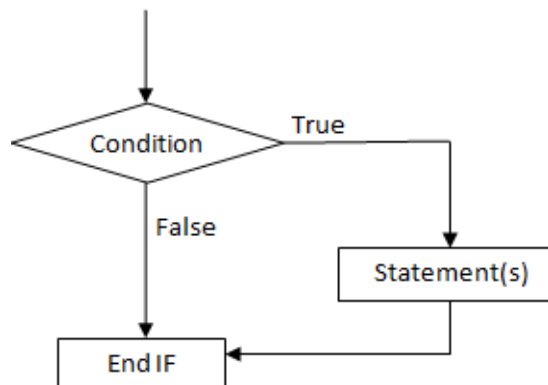 Condition
True
False
Statement(s)
End IF